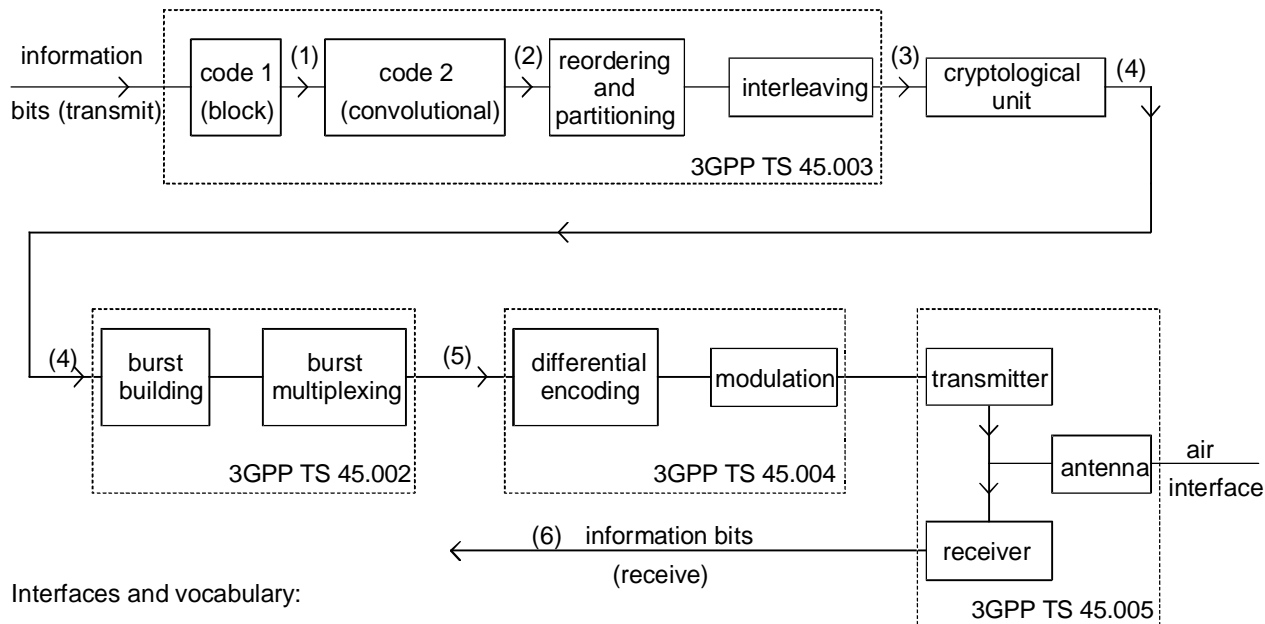 information
bits (transmit)
code 1
(block)
(1)
code 2
(convolutional)
(2)
reordering
and
partitioning
interleaving
(3)
cryptological
unit
(4)
3GPP TS 45.003
(4)
burst
building
burst
multiplexing
(5)
differential
encoding
modulation
transmitter
3GPP TS 45.002
3GPP TS 45.004
antenna
air
interface
(6) information bits
(receive)
receiver
3GPP TS 45.005
Interfaces and vocabulary: